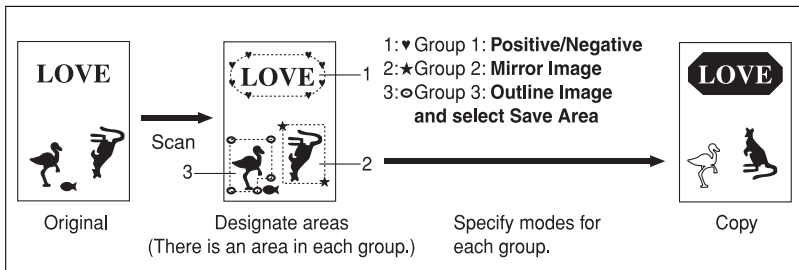 LOVE
Original
Scan
LOVE
1
2
3
Designate areas
(There is an area in each group.)
1:♥Group 1: Positive/Negative
2:★Group 2: Mirror Image
3:⬭Group 3: Outline Image
and select Save Area
Specify modes for
each group.
LOVE
Copy